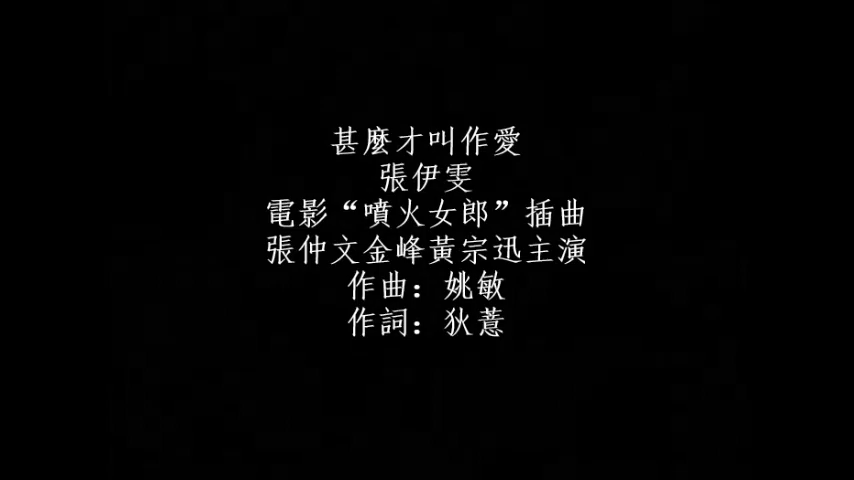 甚麼才叫作愛
張伊雯
電影“噴火女郎”插曲
張仲文金峰黃宗迅主演
作曲：姚敏
作詞：狄薏